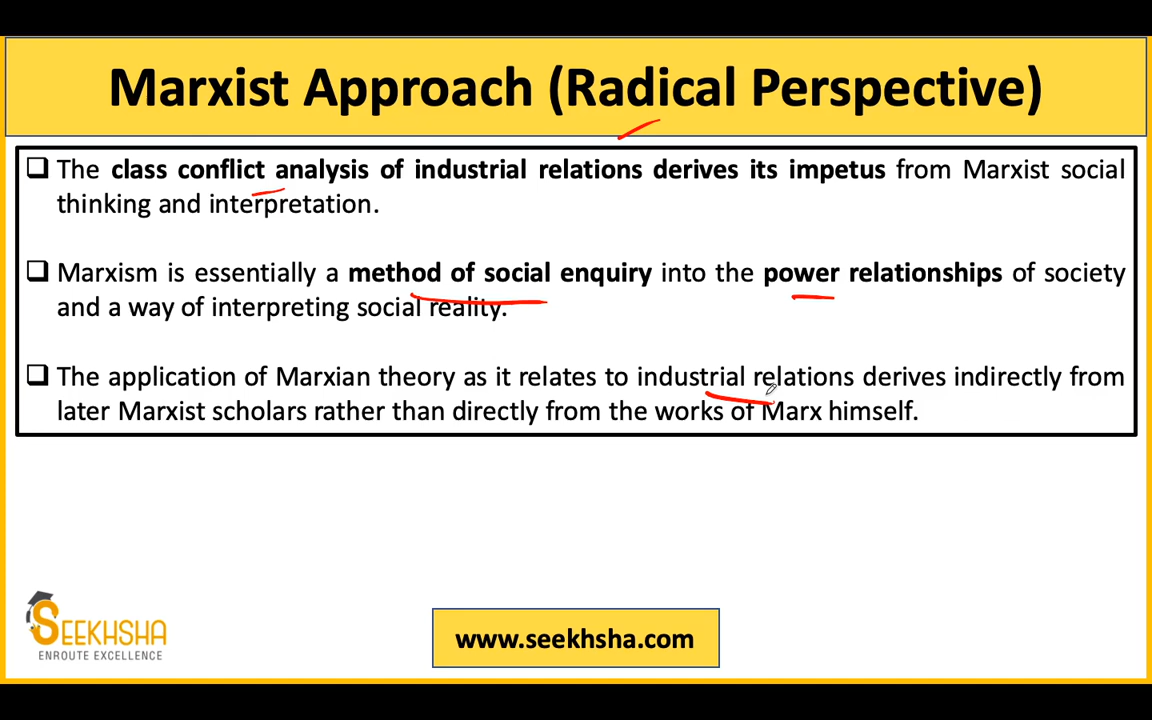 Marxist Approach (Radical Perspective)
❑ The class conflict analysis of industrial relations derives its impetus from Marxist social
thinking and interpretation.
❑ Marxism is essentially a method of social enquiry into the power relationships of society
and a way of interpreting social reality.
❑ The application of Marxian theory as it relates to industrial relations derives indirectly from
later Marxist scholars rather than directly from the works of Marx himself.
SEEKHSHA
ENROUTE EXCELLENCE
www.seekhsha.com